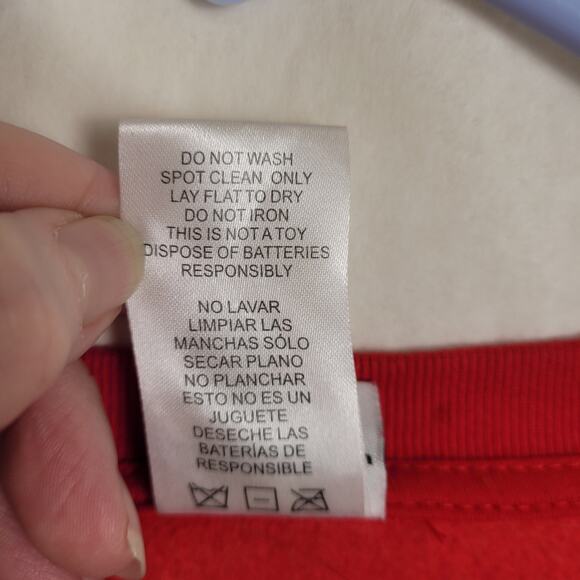 DO NOT WASH
SPOT CLEAN ONLY
LAY FLAT TO DRY
DO NOT IRON
THIS IS NOT A TOY
DISPOSE OF BATTERIES
RESPONSIBLY
NO LAVAR
LIMPIAR LAS
MANCHAS SÓLO
SECAR PLANO
NO PLANCHAR
ESTO NO ES UN
JUGUETE
DESECHE LAS
BATERÍAS DE
RESPONSIBLE